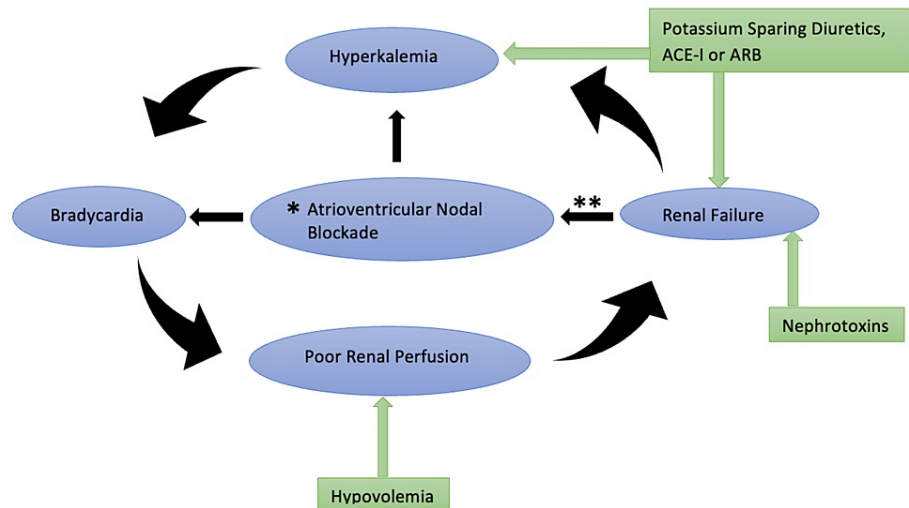 Potassium Sparing Diuretics,
ACE-I or ARB
Hyperkalemia
**
* Atrioventricular Nodal
Blockade
Bradycardia
Renal Failure
Nephrotoxins
Poor Renal Perfusion
Hypovolemia